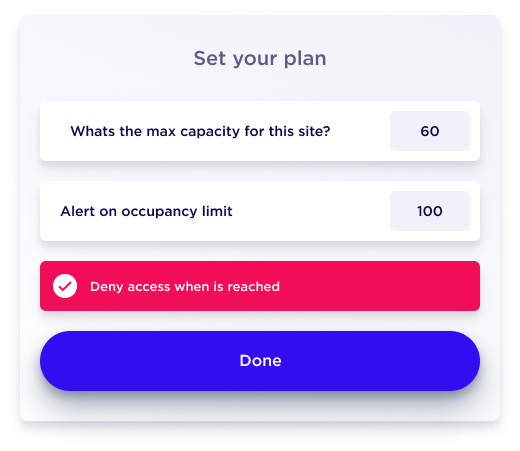 Set your plan
Whats the max capacity for this site? 60
Alert on occupancy limit 100
Deny access when is reached
Done